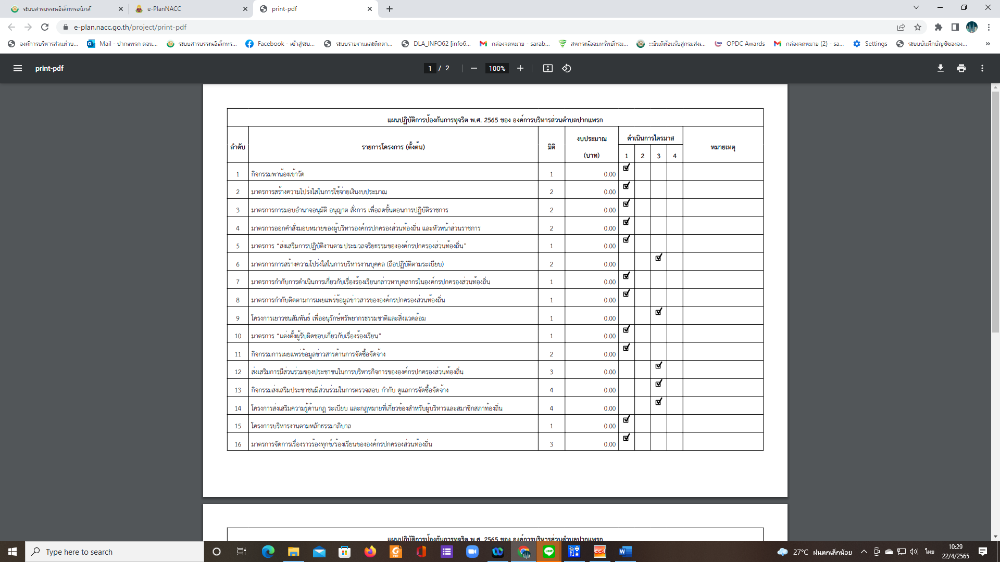 ระบบสารบรรณอิเล็กทรอนิกส์
e-PlanNACC
print-pdf
e-plan.nacc.go.th/project/print-pdf
องค์การบริหารส่วนตำบ...
Mail - ปากแพรก ดอน...
ระบบสารบรรณอิเล็กทร...
Facebook - เข้าสู่ระบ...
ระบบรายงานและติดตา...
DLA_INFO62 [info6...
กล่องจดหมาย - sarab...
สหกรณ์ออมทรัพย์กรม...
:::ยินดีต้อนรับสู่กรมส่งเ...
OPDC Awards
กล่องจดหมาย (2) - sa...
Settings
ระบบบันทึกบัญชีขององ...
»
print-pdf
1 / 2
100%
แผนปฏิบัติการป้องกันการทุจริต พ.ศ. 2565 ของ องค์การบริหารส่วนตำบลปากแพรก
ลำดับ รายการโครงการ (ตั้งต้น) มิติ งบประมาณ (บาท) ดำเนินการไตรมาส หมายเหตุ
1 2 3 4
1 กิจกรรมพาน้องเข้าวัด 1 0.00
2 มาตรการสร้างความโปร่งใสในการใช้จ่ายเงินงบประมาณ 2 0.00
3 มาตรการการมอบอำนาจอนุมัติ อนุญาต สั่งการ เพื่อลดขั้นตอนการปฏิบัติราชการ 2 0.00
4 มาตรการออกคำสั่งมอบหมายของผู้บริหารองค์กรปกครองส่วนท้องถิ่น และหัวหน้าส่วนราชการ 2 0.00
5 มาตรการ “ส่งเสริมการปฏิบัติงานตามประมวลจริยธรรมขององค์กรปกครองส่วนท้องถิ่น” 1 0.00
6 มาตรการการสร้างความโปร่งใสในการบริหารงานบุคคล (ถือปฏิบัติตามระเบียบ) 2 0.00
7 มาตรการกำกับการดำเนินการเกี่ยวกับเรื่องร้องเรียนกล่าวหาบุคลากรในองค์กรปกครองส่วนท้องถิ่น 1 0.00
8 มาตรการกำกับติดตามการเผยแพร่ข้อมูลข่าวสารขององค์กรปกครองส่วนท้องถิ่น 1 0.00
9 โครงการเยาวชนสัมพันธ์ เพื่ออนุรักษ์ทรัพยากรธรรมชาติและสิ่งแวดล้อม 1 0.00
10 มาตรการ “แต่งตั้งผู้รับผิดชอบเกี่ยวกับเรื่องร้องเรียน” 1 0.00
11 กิจกรรมการเผยแพร่ข้อมูลข่าวสารด้านการจัดซื้อจัดจ้าง 2 0.00
12 ส่งเสริมการมีส่วนร่วมของประชาชนในการบริหารกิจการขององค์กรปกครองส่วนท้องถิ่น 3 0.00
13 กิจกรรมส่งเสริมประชาชนมีส่วนร่วมในการตรวจสอบ กำกับ ดูแลการจัดซื้อจัดจ้าง 4 0.00
14 โครงการส่งเสริมความรู้ด้านกฎ ระเบียบ และกฎหมายที่เกี่ยวข้องสำหรับผู้บริหารและสมาชิกสภาท้องถิ่น 4 0.00
15 โครงการบริหารงานตามหลักธรรมาภิบาล 1 0.00
16 มาตรการจัดการเรื่องราวร้องทุกข์/ร้องเรียนขององค์กรปกครองส่วนท้องถิ่น 3 0.00
แผนปฏิบัติการป้องกันการทุจริต พ.ศ. 2565 ของ องค์การบริหารส่วนตำบลปากแพรก
Type here to search
27°C ฝนตกเล็กน้อย
ไทย
10:29
22/4/2565